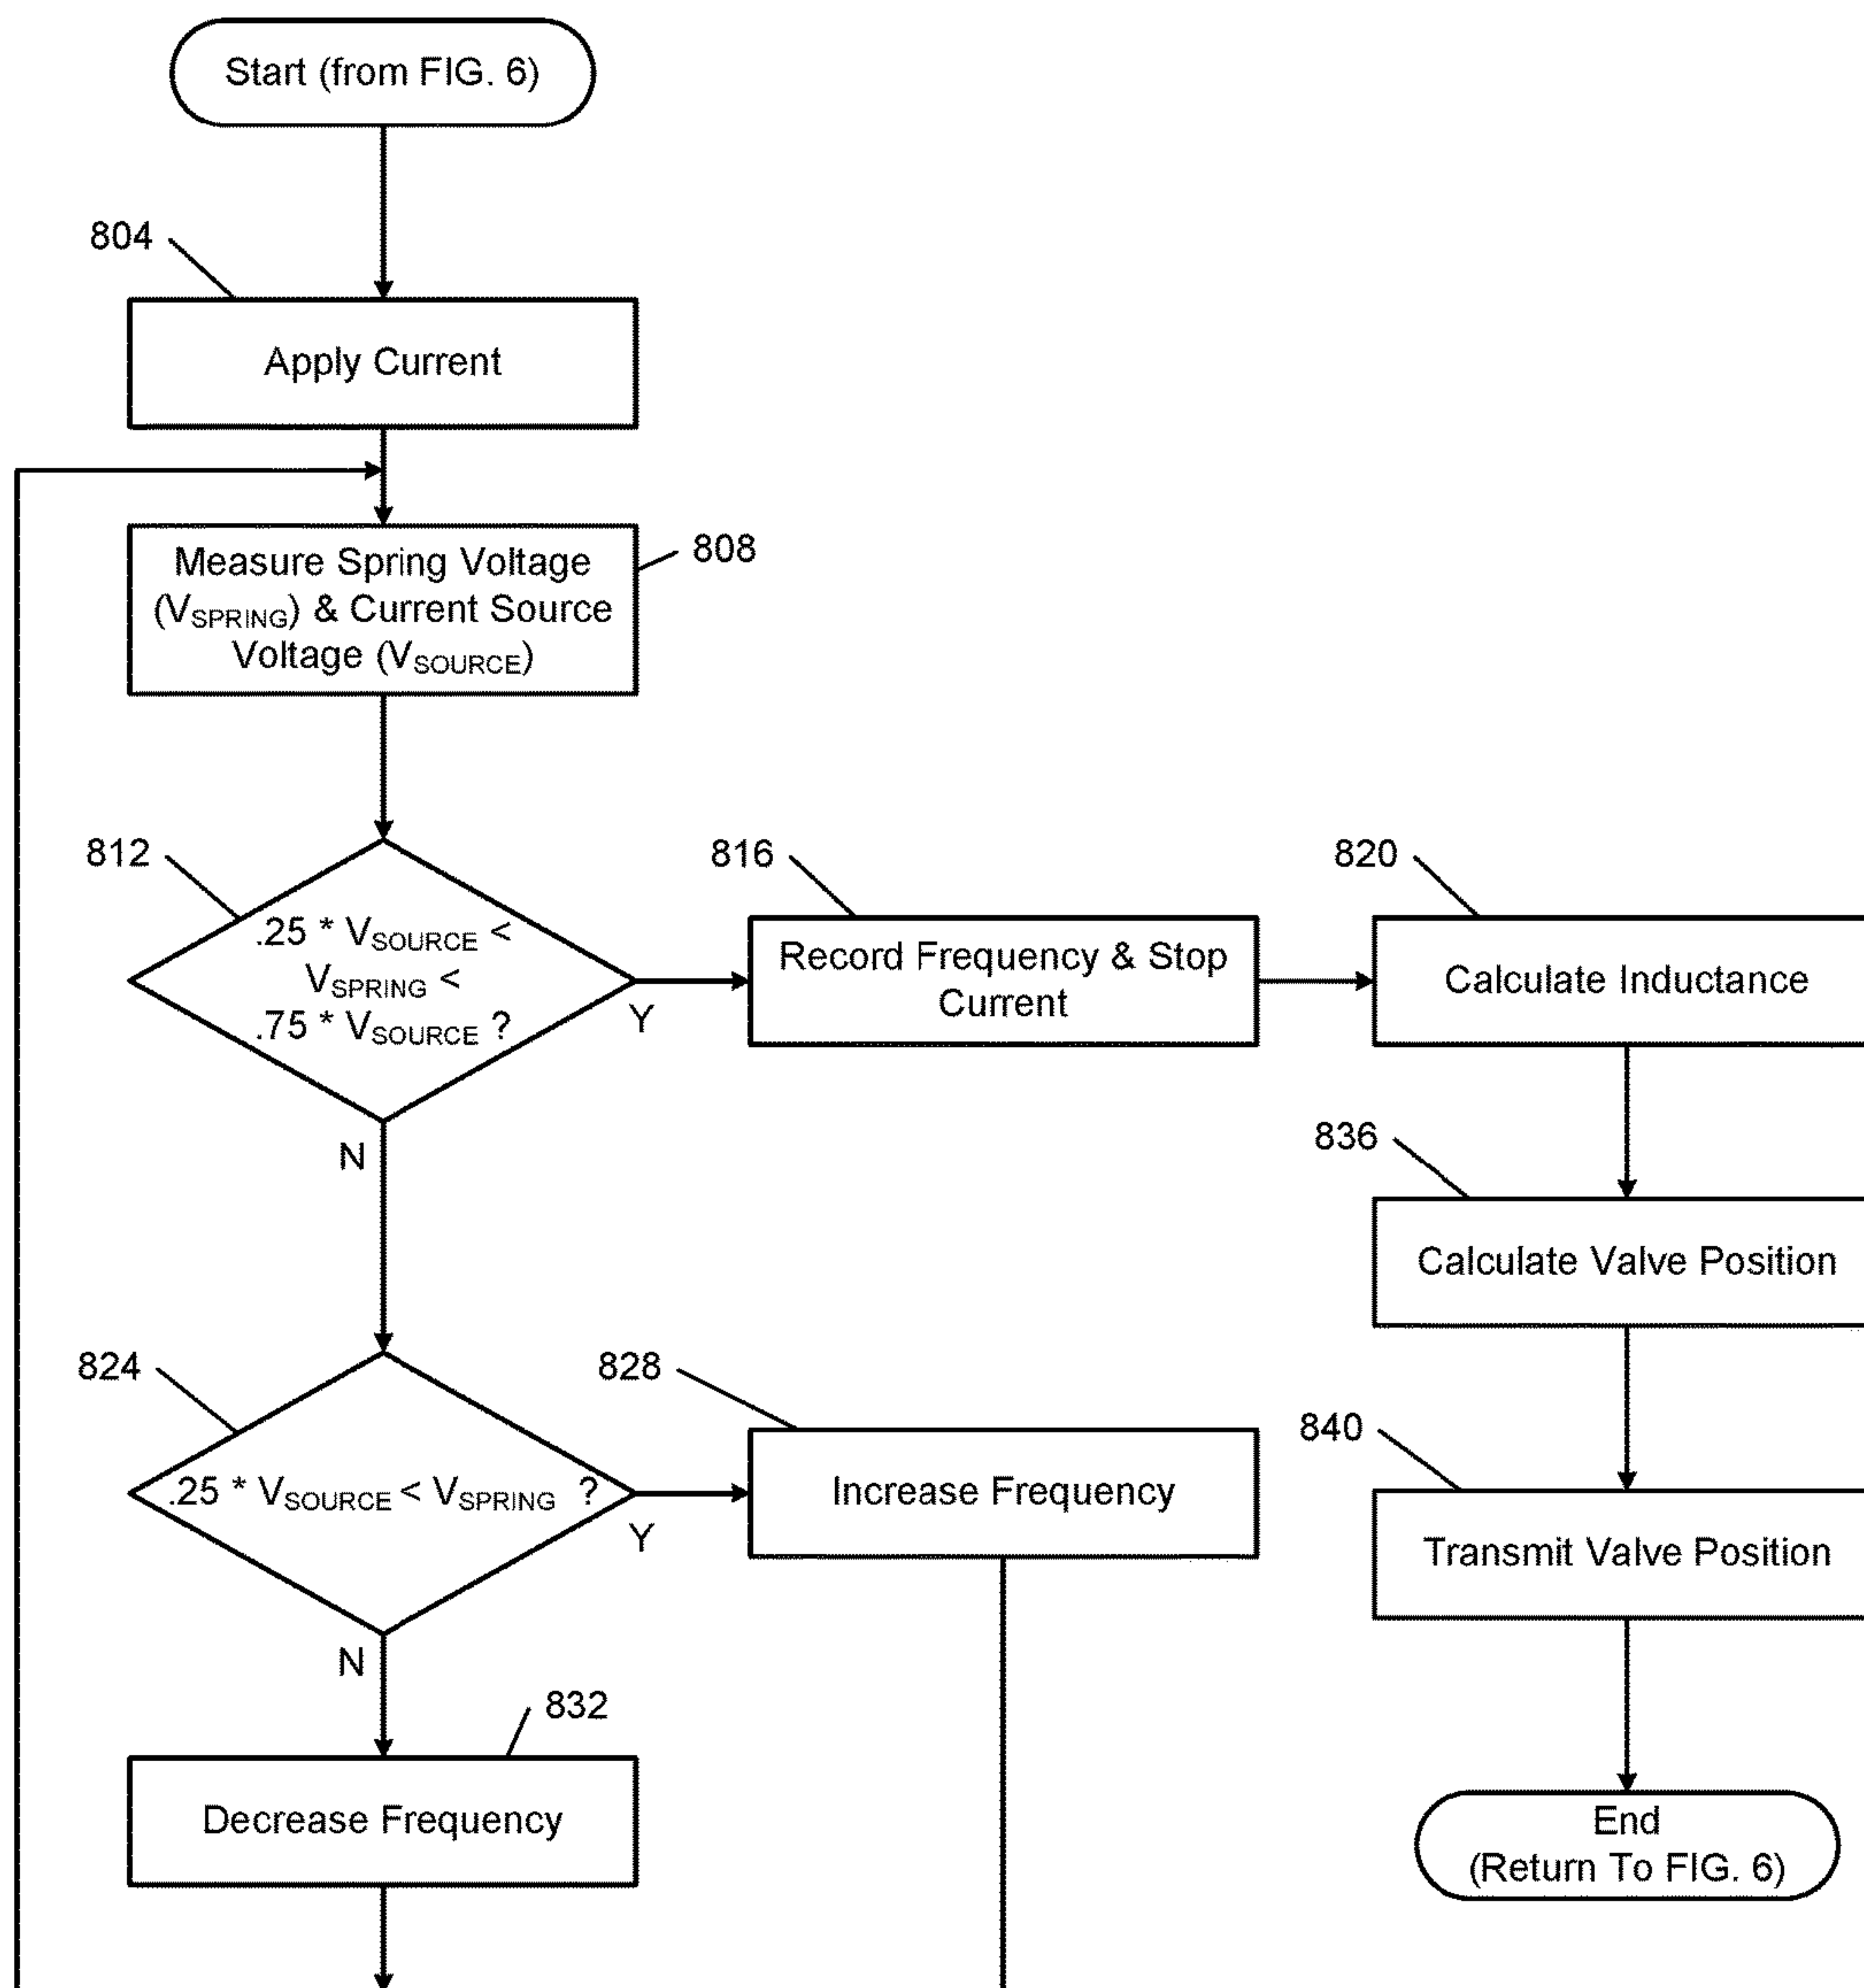 Start (from FIG. 6)
804
Apply Current
Measure Spring Voltage
(VSPRING) & Current Source
Voltage (VSOURCE)
808
812
.25 * VSOURCE <
VSPRING <
.75 * VSOURCE ?
Y
N
816
Record Frequency & Stop
Current
820
Calculate Inductance
836
Calculate Valve Position
824
.25 * VSOURCE < VSPRING ?
Y
N
828
Increase Frequency
840
Transmit Valve Position
832
Decrease Frequency
End
(Return To FIG. 6)